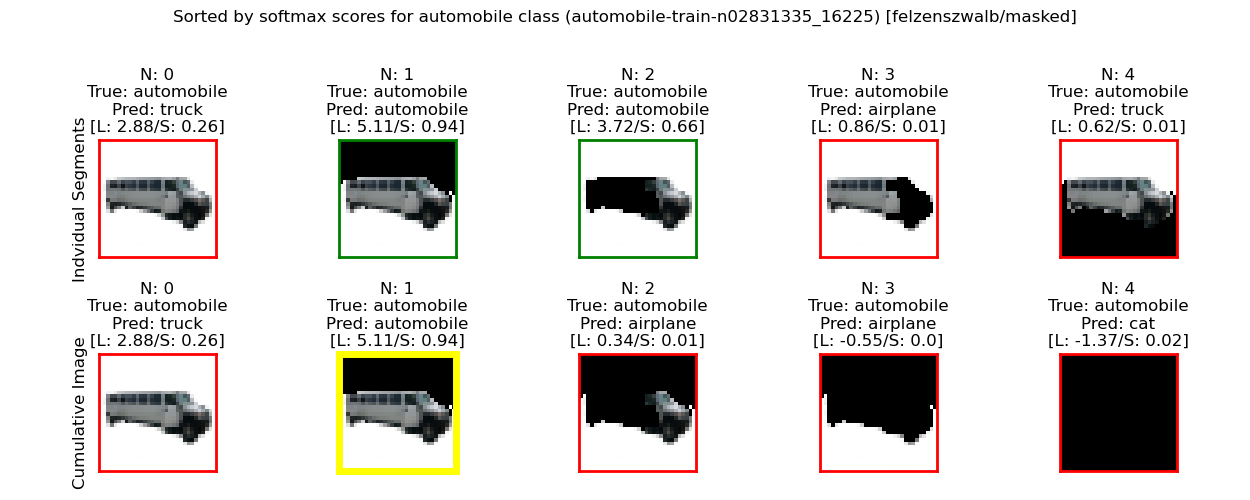 Sorted by softmax scores for automobile class (automobile-train-n02831335_16225) [felzenszwalb/masked]
Indvidual Segments
N: 0
True: automobile
Pred: truck
[L: 2.88/S: 0.26]
N: 1
True: automobile
Pred: automobile
[L: 5.11/S: 0.94]
N: 2
True: automobile
Pred: automobile
[L: 3.72/S: 0.66]
N: 3
True: automobile
Pred: airplane
[L: 0.86/S: 0.01]
N: 4
True: automobile
Pred: truck
[L: 0.62/S: 0.01]
Cumulative Image
N: 0
True: automobile
Pred: truck
[L: 2.88/S: 0.26]
N: 1
True: automobile
Pred: automobile
[L: 5.11/S: 0.94]
N: 2
True: automobile
Pred: airplane
[L: 0.34/S: 0.01]
N: 3
True: automobile
Pred: airplane
[L: -0.55/S: 0.0]
N: 4
True: automobile
Pred: cat
[L: -1.37/S: 0.02]